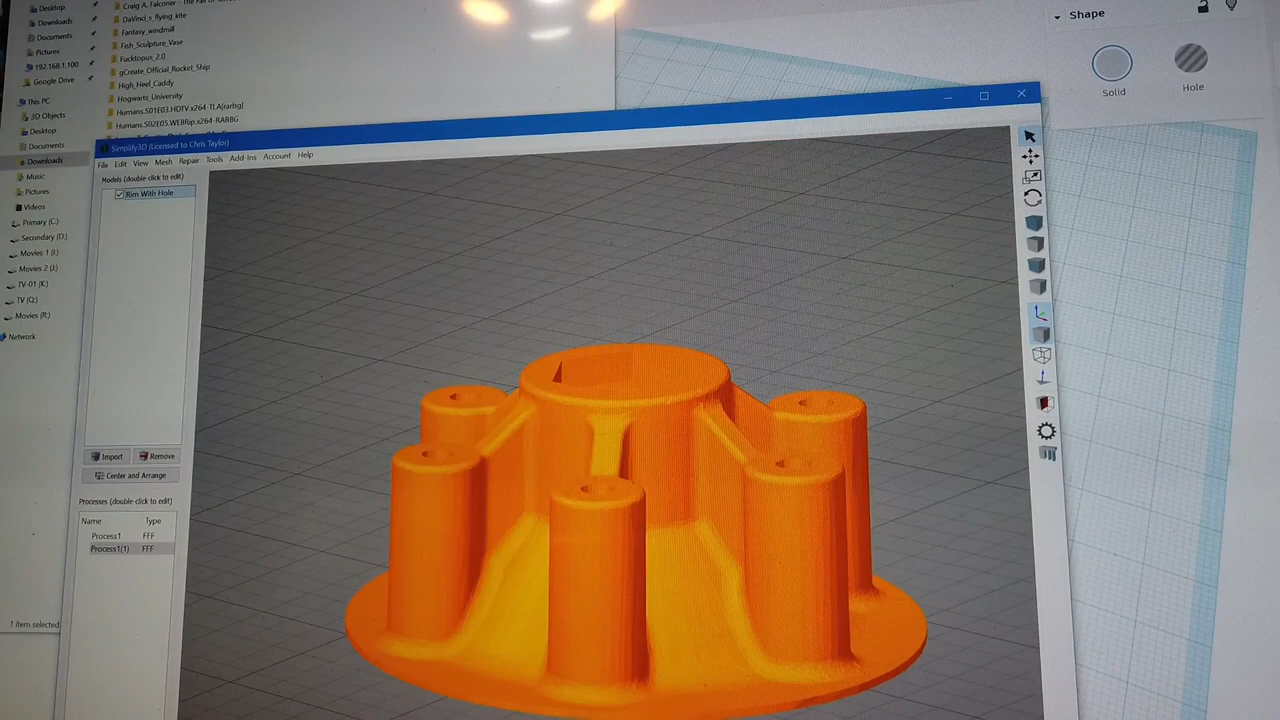 Desktop
Downloads
Documents
Pictures
192.168.1.100
Google Drive
This PC
3D Objects
Desktop
Documents
Downloads
Music
Pictures
Videos
Primary (C:)
Secondary (D:)
Movies 1 (I:)
Movies 2 (J:)
TV-01 (K:)
TV (Q:)
Movies (R:)
Network
1 item selected
Craig A. Falconer - The Fall
DaVinci_s_flying_kite
Fantasy_windmill
Fish_Sculpture_Vase
Fucktopus_2.0
gCreate_Official_Rocket_Ship
High_Heel_Caddy
Hogwarts_University
Humans.S01E03.HDTV.x264-TLA[rarbg]
Humans.S02E05.WEBRip.x264-RARBG
Shape
Solid
Hole
Simplify3D (Licensed to Chris Taylor)
File Edit View Mesh Repair Tools Add-Ins Account Help
Models (double-click to edit)
Rim With Hole
Import
Remove
Center and Arrange
Processes (double-click to edit)
Name Type
Process1 FFF
Process1(1) FFF